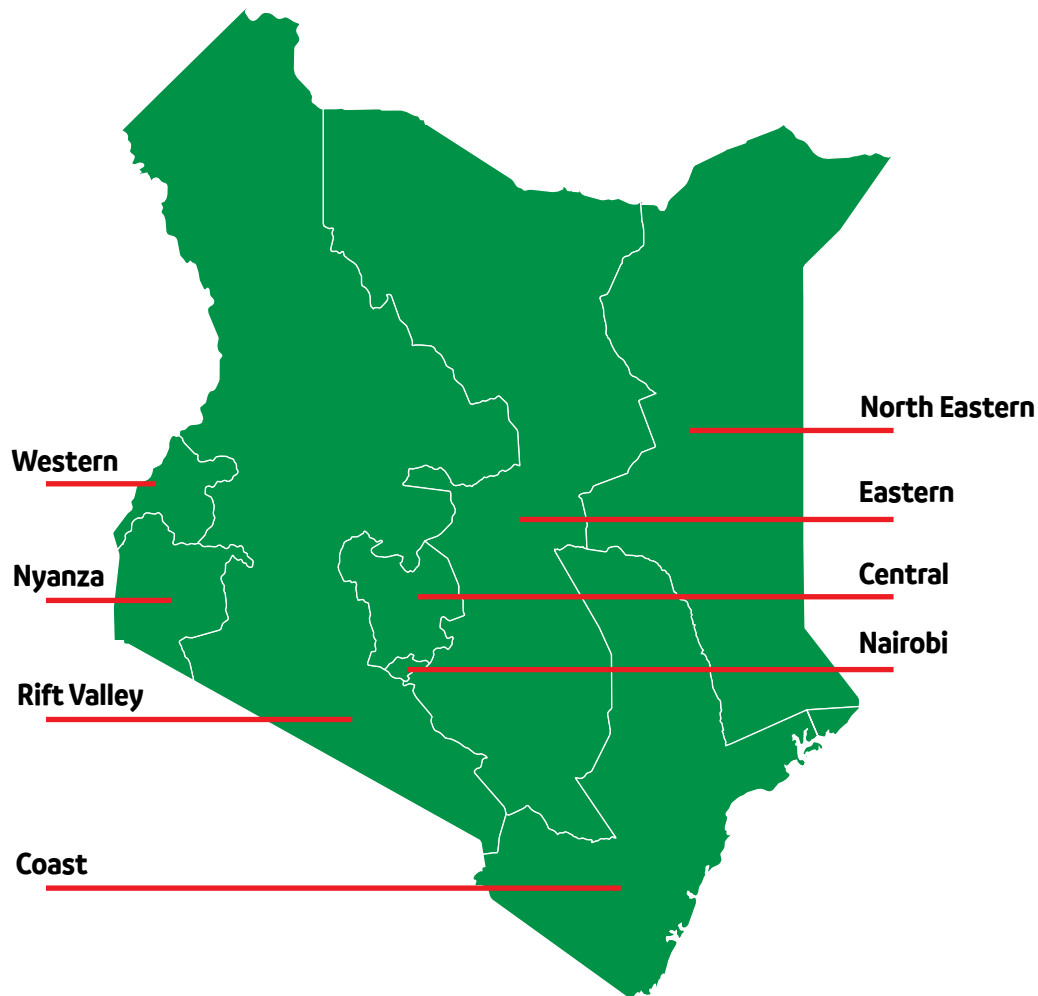 North Eastern
Western
Eastern
Nyanza
Central
Nairobi
Rift Valley
Coast